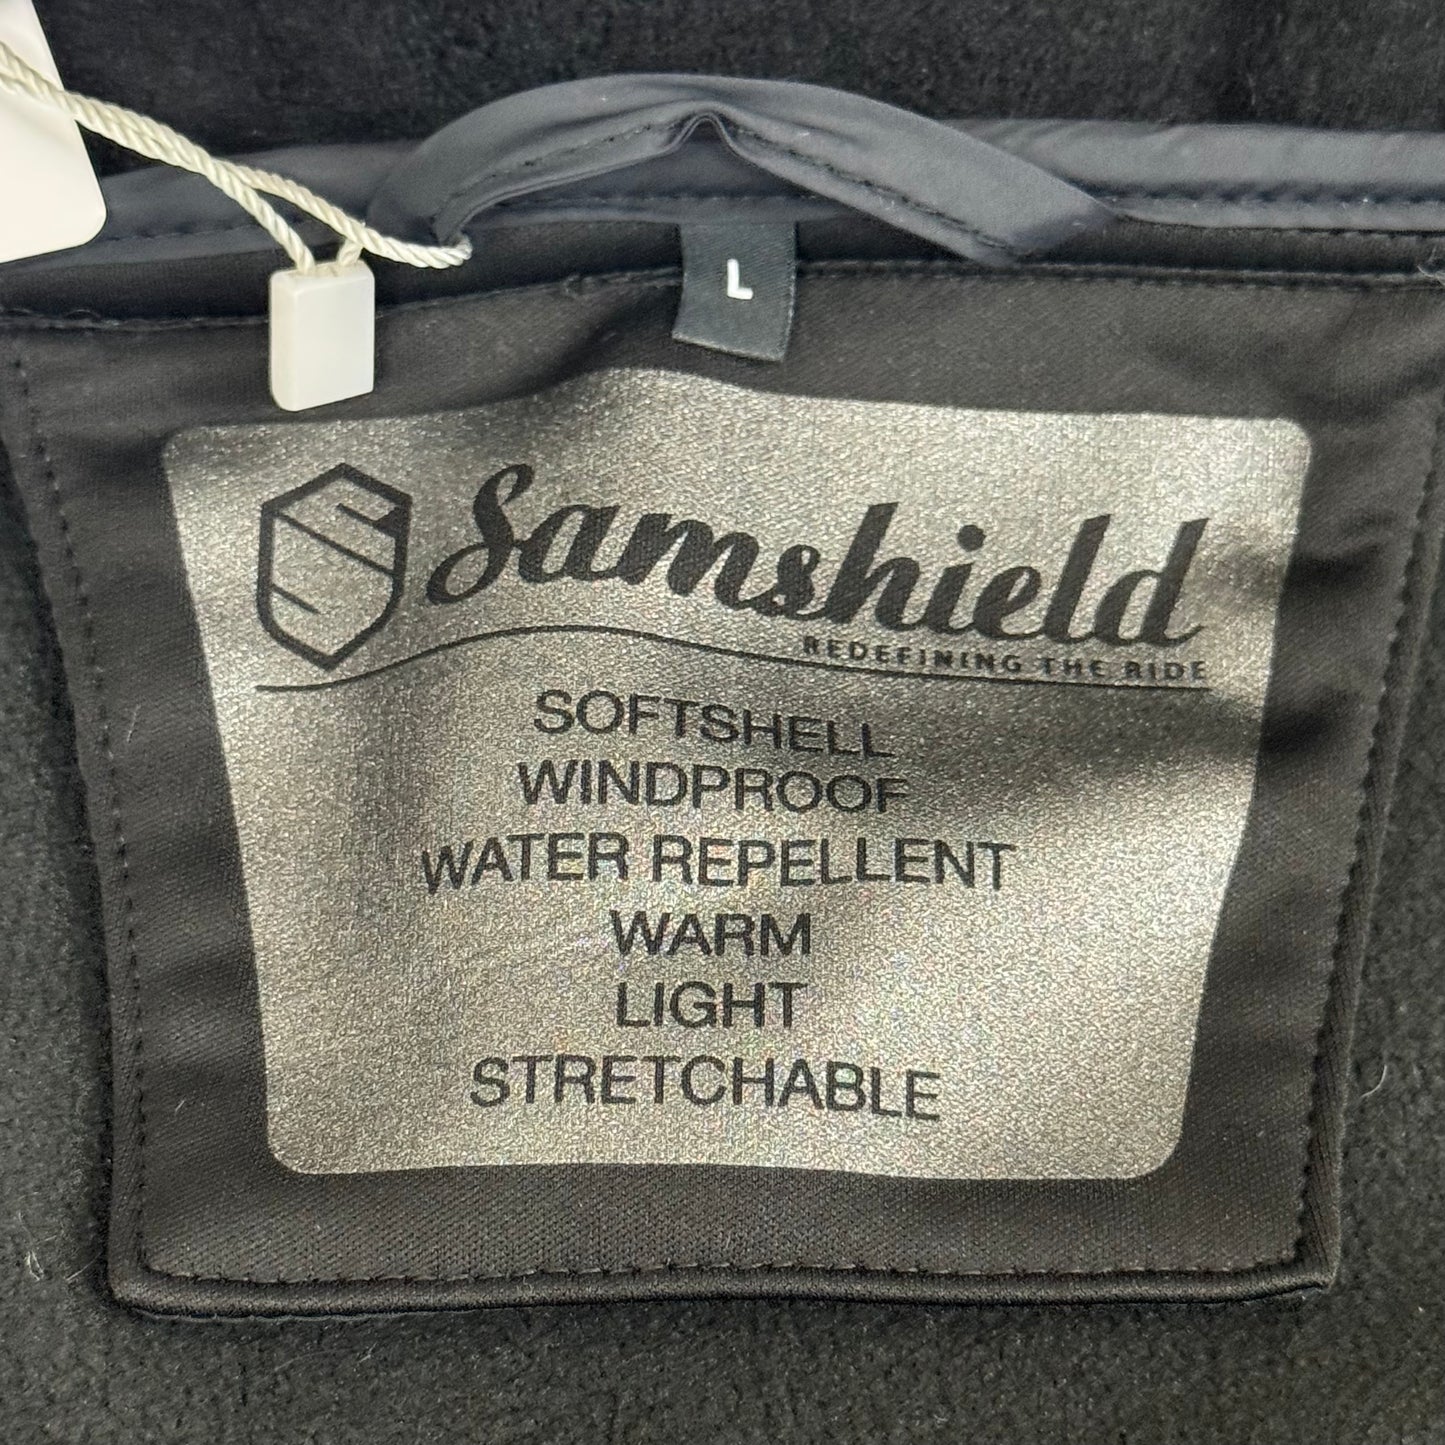 L
Samshield
REDEFINING THE RIDE
SOFTSHELL
WINDPROOF
WATER REPELLENT
WARM
LIGHT
STRETCHABLE